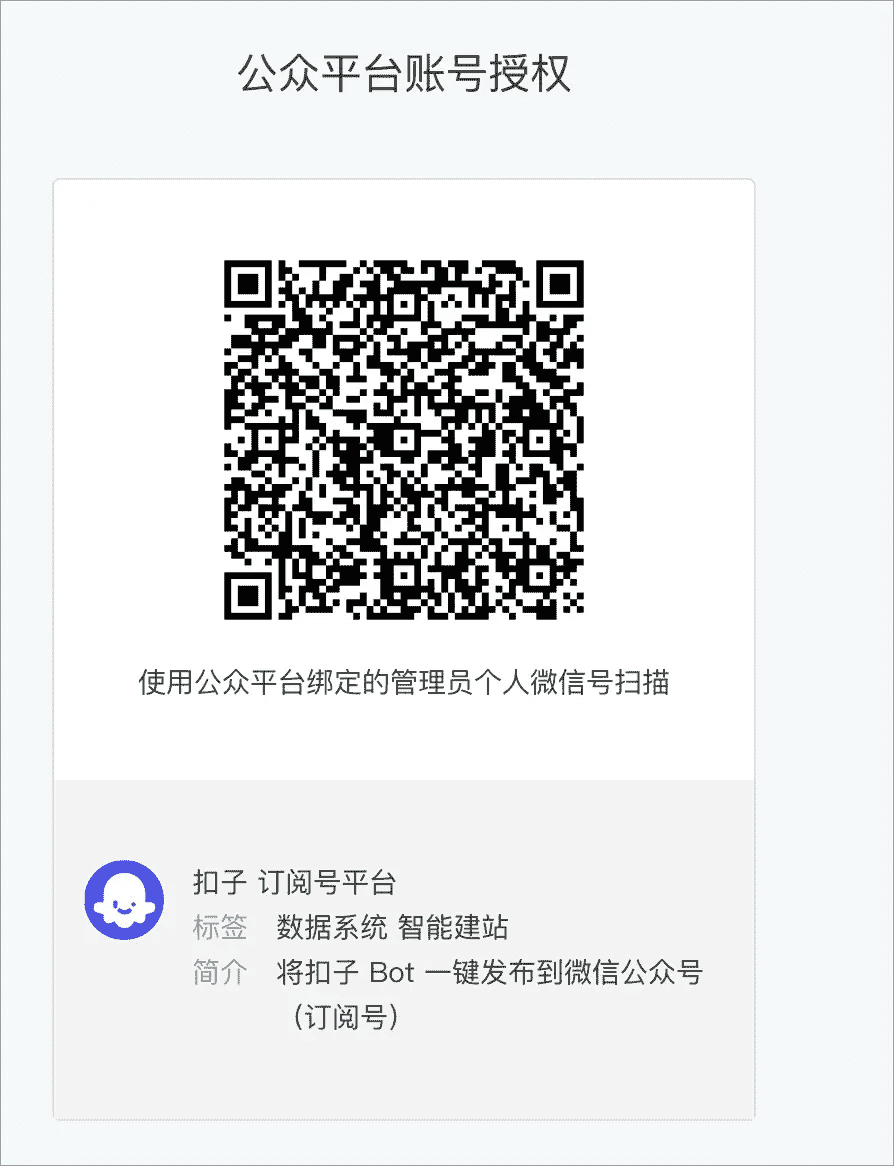 公众平台账号授权
使用公众平台绑定的管理员个人微信号扫描
扣子 订阅号平台
标签 数据系统 智能建站
简介 将扣子 Bot 一键发布到微信公众号
（订阅号）